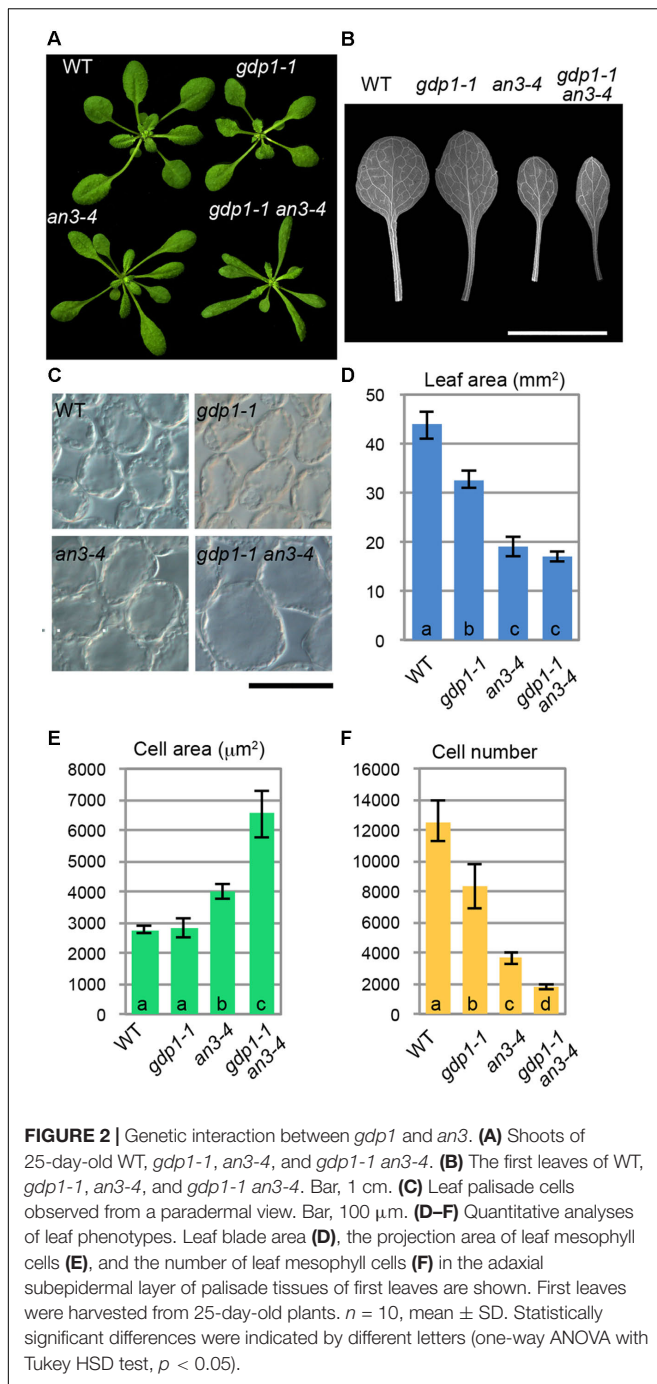 A
WT
gdp1-1
an3-4
gdp1-1 an3-4
B
WT gdp1-1 an3-4 gdp1-1
an3-4
C
WT
gdp1-1
an3-4
gdp1-1 an3-4
D
Leaf area (mm²)
50
40
30
20
10
0
a b c c
WT
gdp1-1
an3-4
gdp1-1
an3-4
E
Cell area (μm²)
8000
7000
6000
5000
4000
3000
2000
1000
0
a a b c
WT
gdp1-1
an3-4
gdp1-1
an3-4
F
Cell number
16000
14000
12000
10000
8000
6000
4000
2000
0
a b c d
WT
gdp1-1
an3-4
gdp1-1
an3-4
FIGURE 2 | Genetic interaction between gdp1 and an3. (A) Shoots of
25-day-old WT, gdp1-1, an3-4, and gdp1-1 an3-4. (B) The first leaves of WT,
gdp1-1, an3-4, and gdp1-1 an3-4. Bar, 1 cm. (C) Leaf palisade cells
observed from a paradermal view. Bar, 100 μm. (D–F) Quantitative analyses
of leaf phenotypes. Leaf blade area (D), the projection area of leaf mesophyll
cells (E), and the number of leaf mesophyll cells (F) in the adaxial
subepidermal layer of palisade tissues of first leaves are shown. First leaves
were harvested from 25-day-old plants. n = 10, mean ± SD. Statistically
significant differences were indicated by different letters (one-way ANOVA with
Tukey HSD test, p < 0.05).